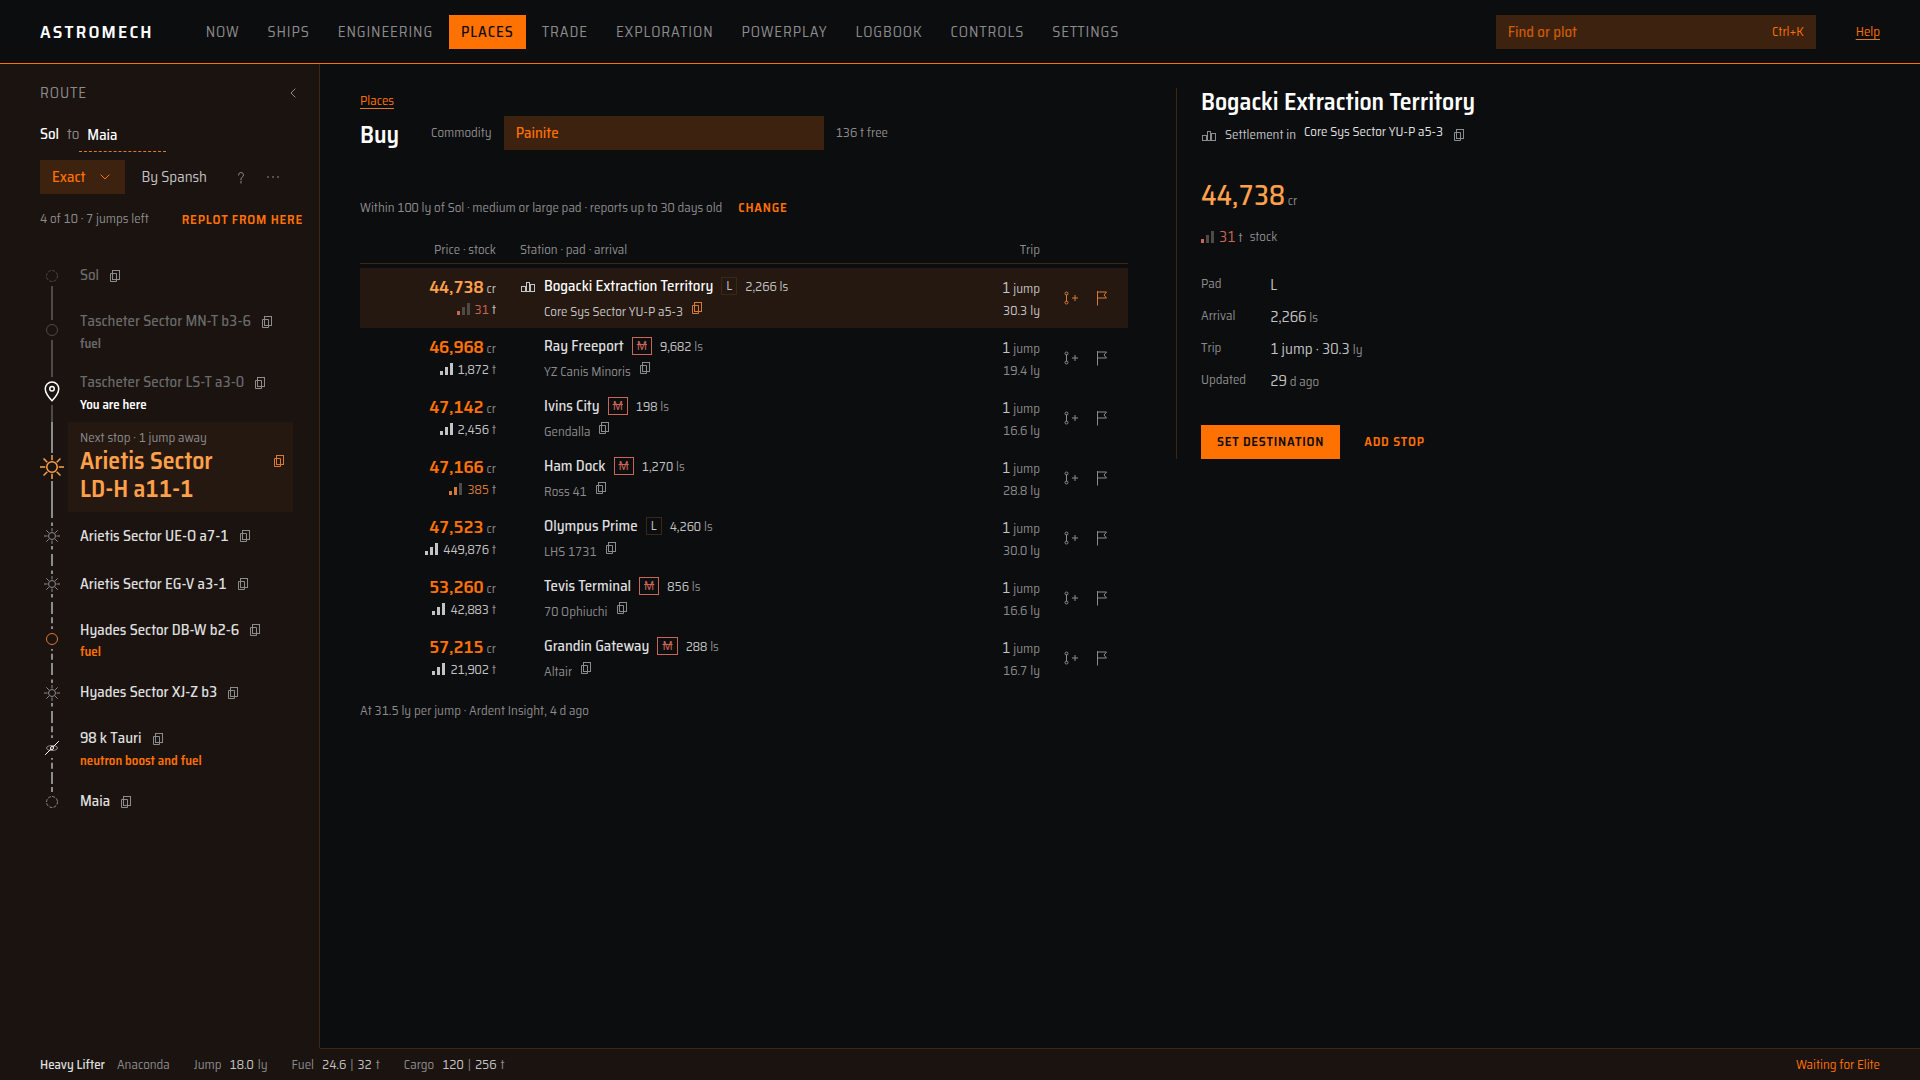 ASTROMECH NOW SHIPS ENGINEERING PLACES TRADE EXPLORATION POWERPLAY LOGBOOK CONTROLS SETTINGS Find or plot Ctrl+K Help
ROUTE
Sol to Maia
Exact By Spansh ? ...
4 of 10 · 7 jumps left REPLOT FROM HERE
Sol
Tascheter Sector MN-T b3-6
fuel
Tascheter Sector LS-T a3-0
You are here
Next stop · 1 jump away
Arietis Sector
LD-H a11-1
Arietis Sector UE-O a7-1
Arietis Sector EG-V a3-1
Hyades Sector DB-W b2-6
fuel
Hyades Sector XJ-Z b3
98 k Tauri
neutron boost and fuel
Maia
Places
Buy Commodity Painite 136 t free
Within 100 ly of Sol · medium or large pad · reports up to 30 days old CHANGE
Price · stock Station · pad · arrival Trip
44,738 cr Bogacki Extraction Territory L 2,266 ls 1 jump
31 t Core Sys Sector YU-P a5-3 30.3 ly
46,968 cr Ray Freeport M 9,682 ls 1 jump
1,872 t YZ Canis Minoris 19.4 ly
47,142 cr Ivins City M 198 ls 1 jump
2,456 t Gendalla 16.6 ly
47,166 cr Ham Dock M 1,270 ls 1 jump
385 t Ross 41 28.8 ly
47,523 cr Olympus Prime L 4,260 ls 1 jump
449,876 t LHS 1731 30.0 ly
53,260 cr Tevis Terminal M 856 ls 1 jump
42,883 t 70 Ophiuchi 16.6 ly
57,215 cr Grandin Gateway M 288 ls 1 jump
21,902 t Altair 16.7 ly
At 31.5 ly per jump · Ardent Insight, 4 d ago
Bogacki Extraction Territory
Settlement in Core Sys Sector YU-P a5-3
44,738 cr
31 t stock
Pad L
Arrival 2,266 ls
Trip 1 jump · 30.3 ly
Updated 29 d ago
SET DESTINATION ADD STOP
Heavy Lifter Anaconda Jump 18.0 ly Fuel 24.6 | 32 t Cargo 120 | 256 t Waiting for Elite